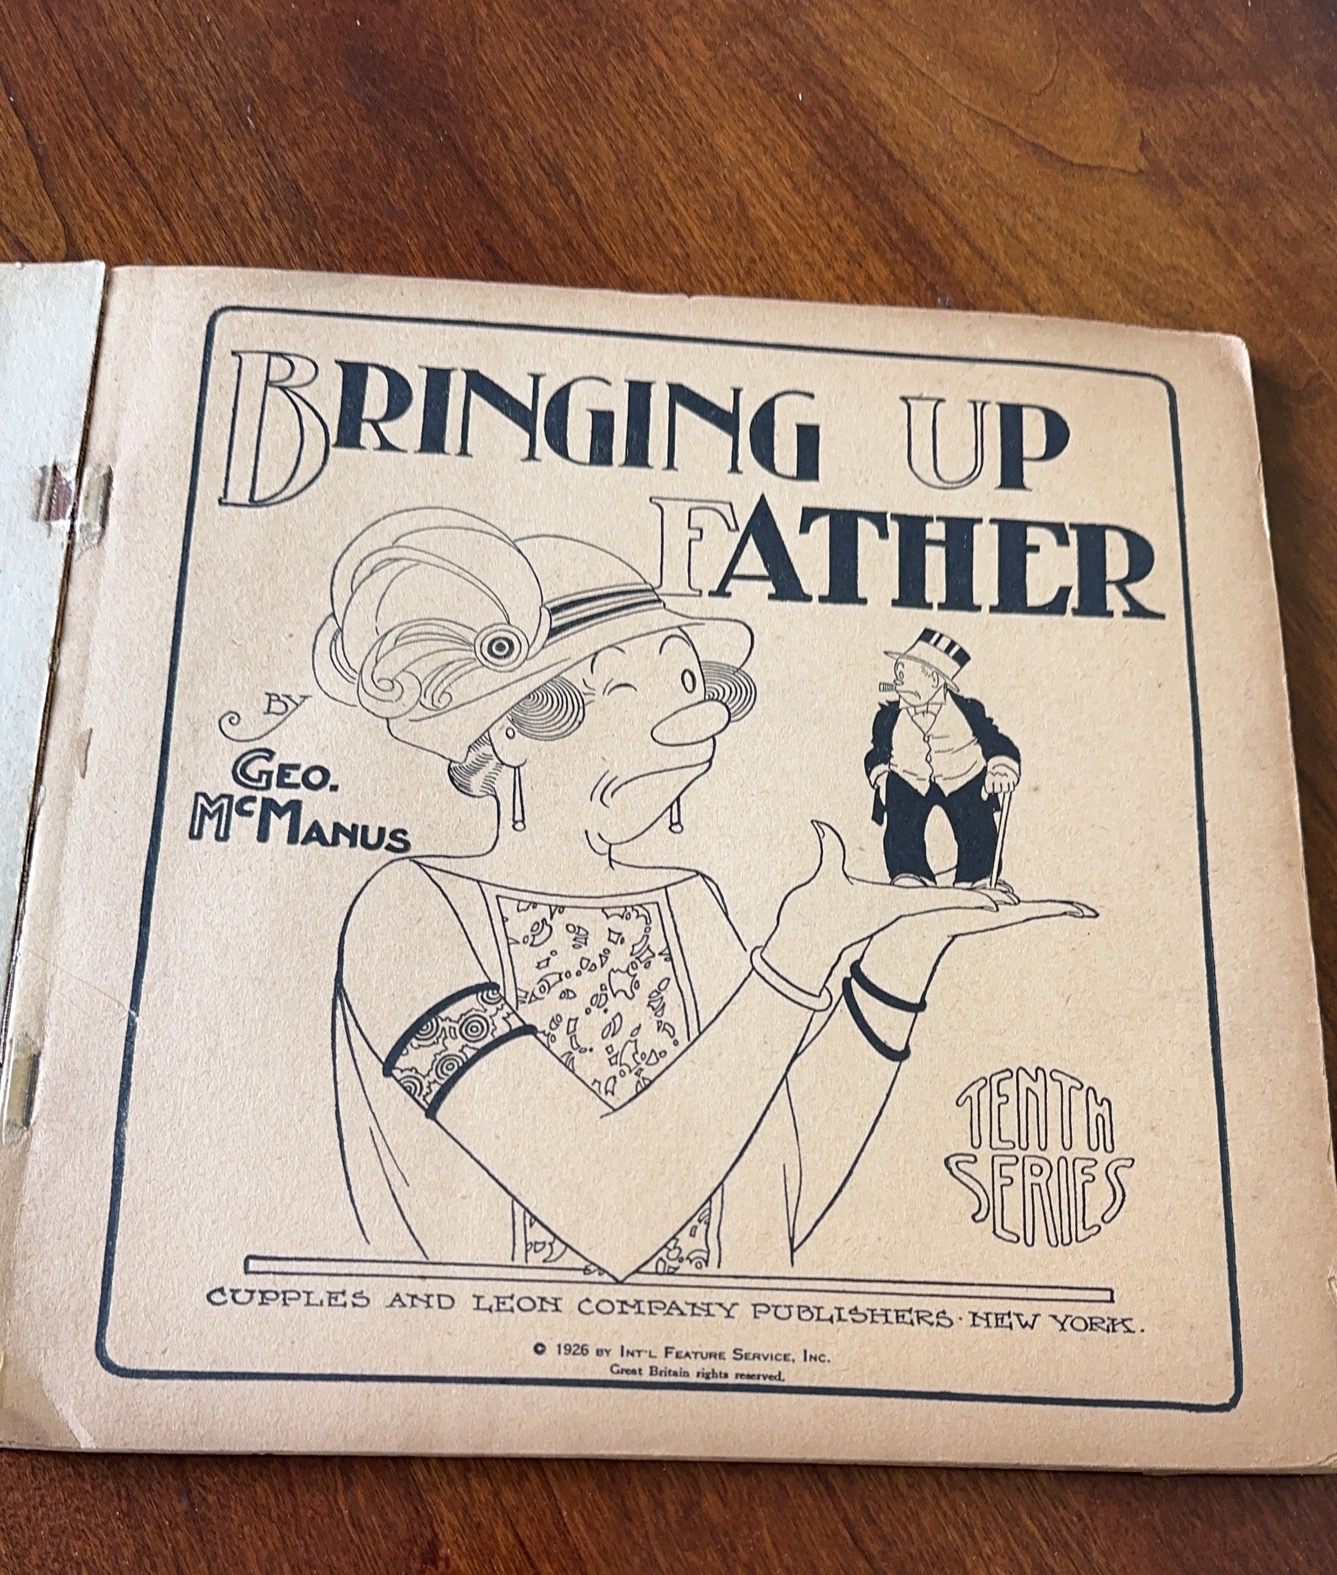 BRINGING UP
FATHER
BY
GEO.
McMANUS
TENTH
SERIES
CUPPLES AND LEON COMPANY PUBLISHERS · NEW YORK.
© 1926 BY INT'L FEATURE SERVICE, INC.
Great Britain rights reserved.